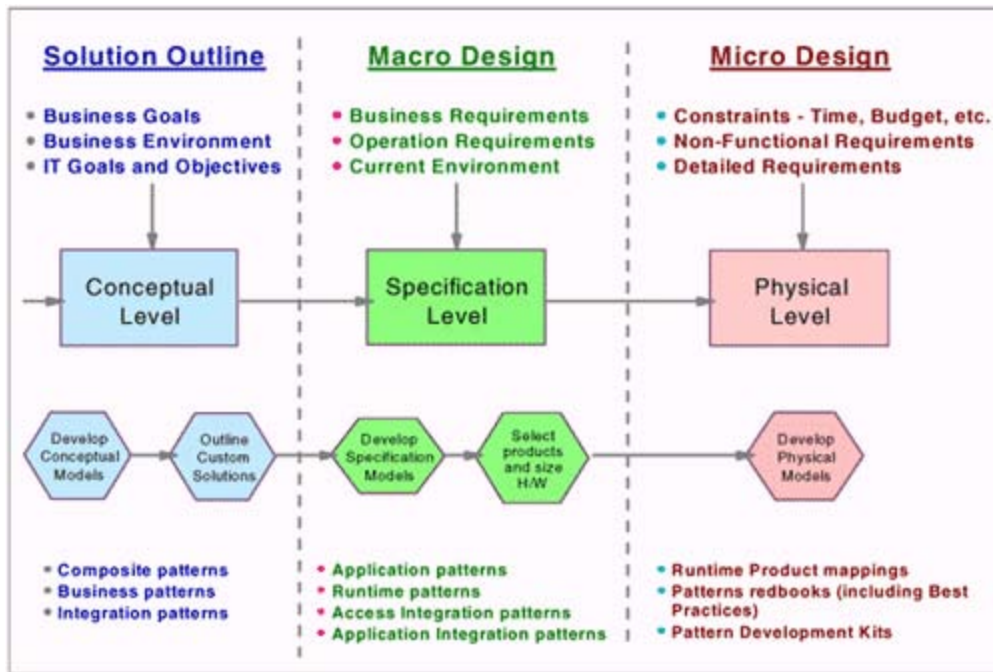 Solution Outline
Business Goals
Business Environment
IT Goals and Objectives
Conceptual
Level
Develop
Conceptual
Models
Outline
Custom
Solutions
Composite patterns
Business patterns
Integration patterns
Macro Design
Business Requirements
Operation Requirements
Current Environment
Specification
Level
Develop
Specification
Models
Select
products
and size
H/W
Application patterns
Runtime patterns
Access Integration patterns
Application Integration patterns
Micro Design
Constraints - Time, Budget, etc.
Non-Functional Requirements
Detailed Requirements
Physical
Level
Develop
Physical
Models
Runtime Product mappings
Patterns redbooks (including Best
Practices)
Pattern Development Kits